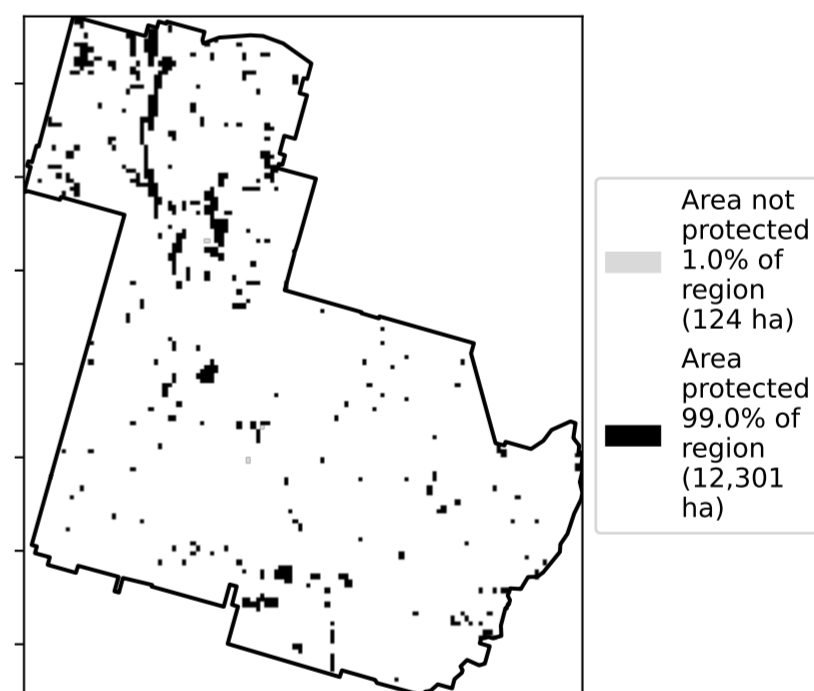 Area not
protected
1.0% of
region
(124 ha)
Area
protected
99.0% of
region
(12,301
ha)